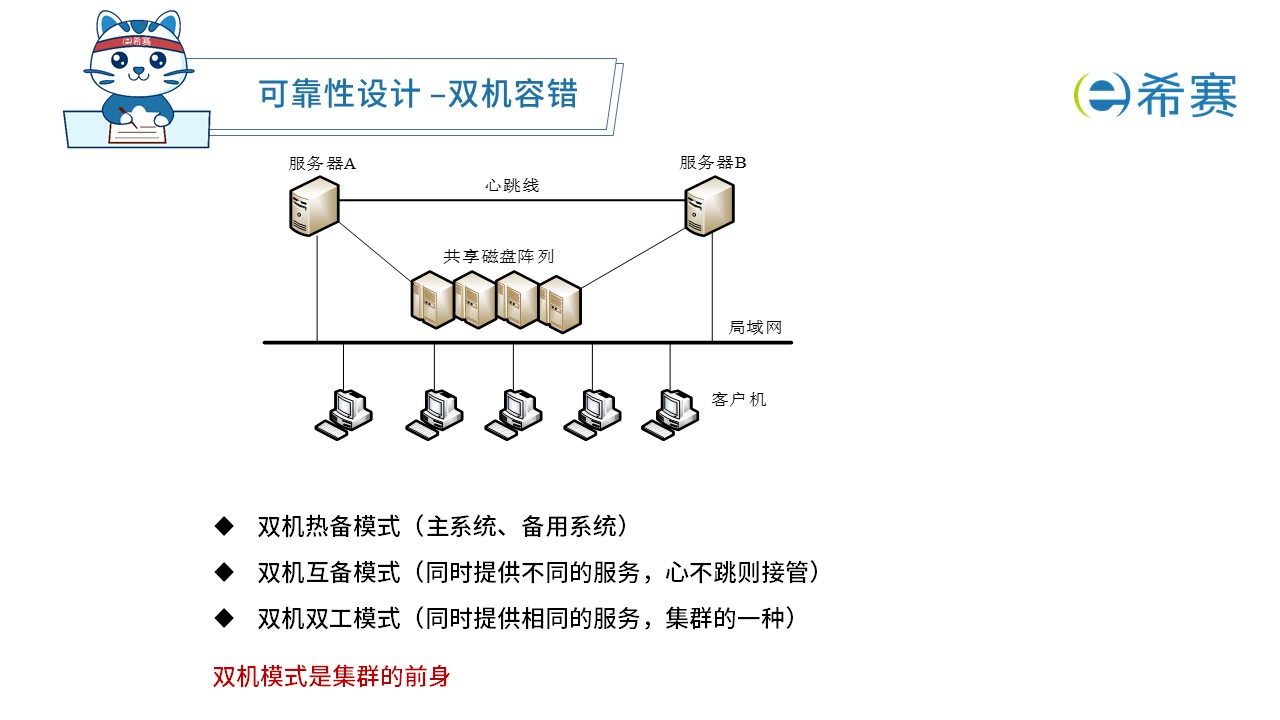 (e)希赛
可靠性设计 –双机容错
(e)希赛
服务器A
服务器B
心跳线
共享磁盘阵列
局域网
客户机
◆ 双机热备模式（主系统、备用系统）
◆ 双机互备模式（同时提供不同的服务，心不跳则接管）
◆ 双机双工模式（同时提供相同的服务，集群的一种）
双机模式是集群的前身